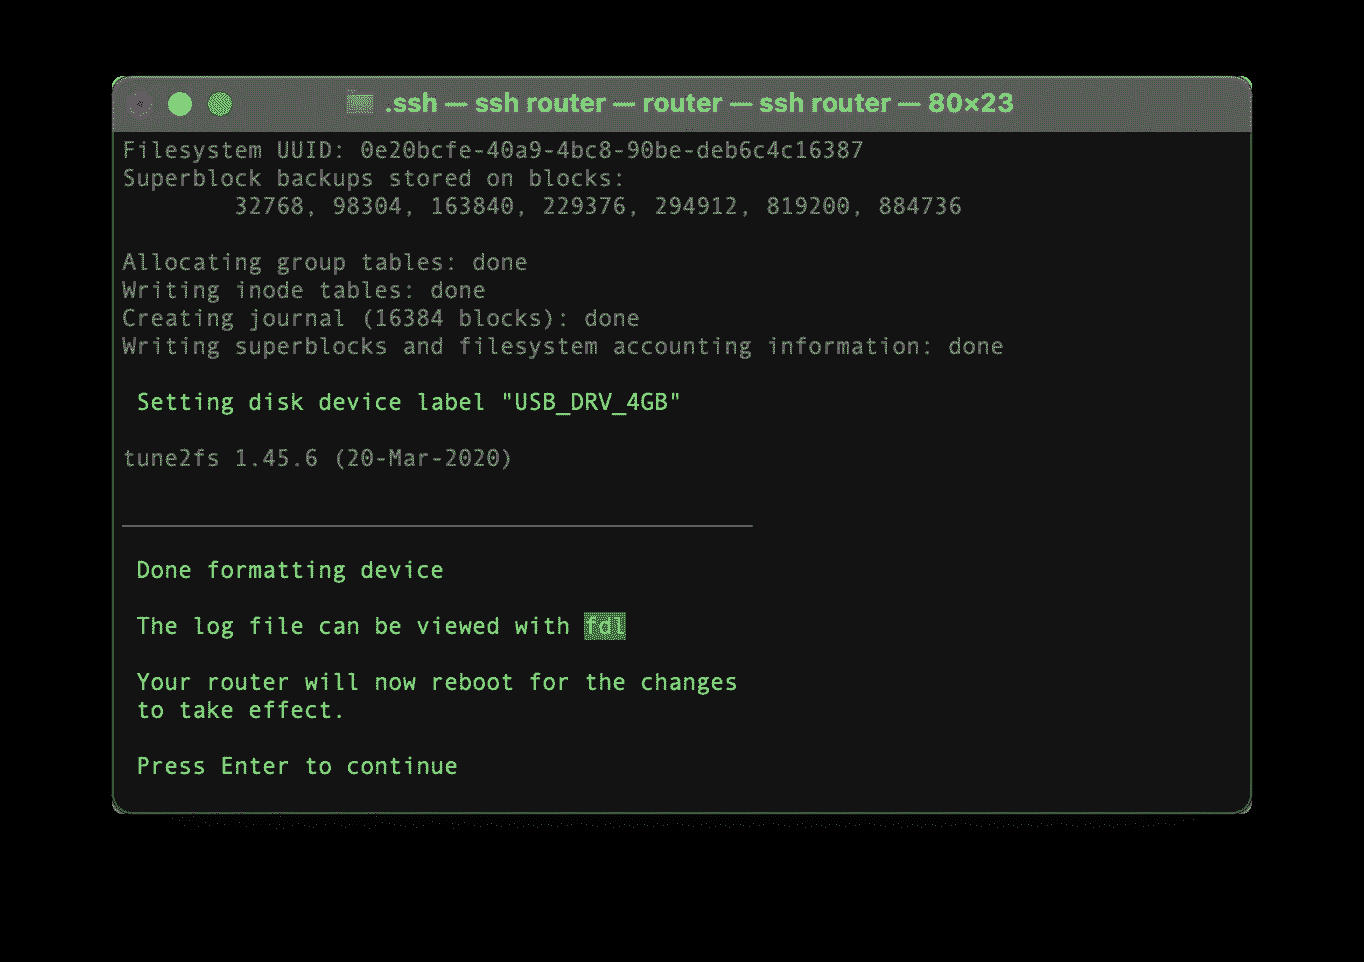 .ssh — ssh router — router — ssh router — 80×23
Filesystem UUID: 0e20bcfe-40a9-4bc8-90be-deb6c4c16387
Superblock backups stored on blocks:
32768, 98304, 163840, 229376, 294912, 819200, 884736
Allocating group tables: done
Writing inode tables: done
Creating journal (16384 blocks): done
Writing superblocks and filesystem accounting information: done
Setting disk device label "USB_DRV_4GB"
tune2fs 1.45.6 (20-Mar-2020)
Done formatting device
The log file can be viewed with fdl
Your router will now reboot for the changes
to take effect.
Press Enter to continue